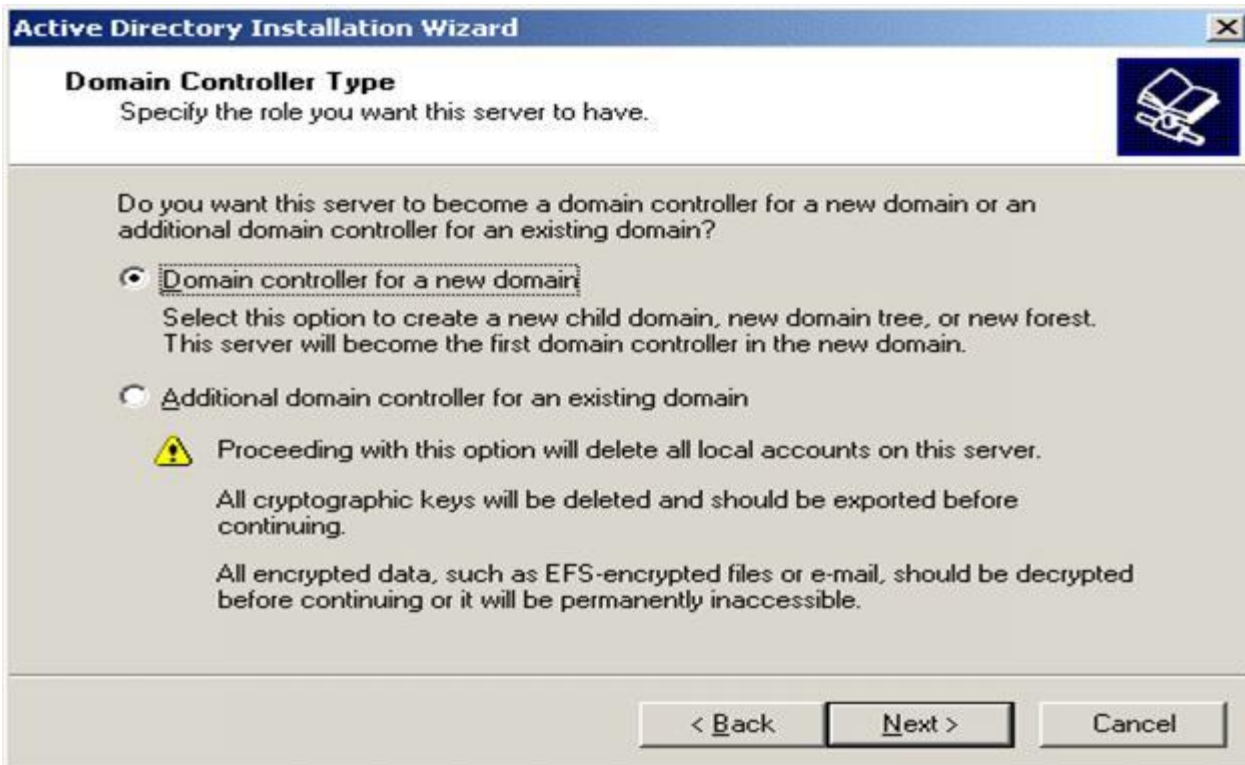 Active Directory Installation Wizard
Domain Controller Type
Specify the role you want this server to have.
Do you want this server to become a domain controller for a new domain or an
additional domain controller for an existing domain?
Domain controller for a new domain
Select this option to create a new child domain, new domain tree, or new forest.
This server will become the first domain controller in the new domain.
Additional domain controller for an existing domain
Proceeding with this option will delete all local accounts on this server.
All cryptographic keys will be deleted and should be exported before
continuing.
All encrypted data, such as EFS-encrypted files or e-mail, should be decrypted
before continuing or it will be permanently inaccessible.
< Back
Next >
Cancel